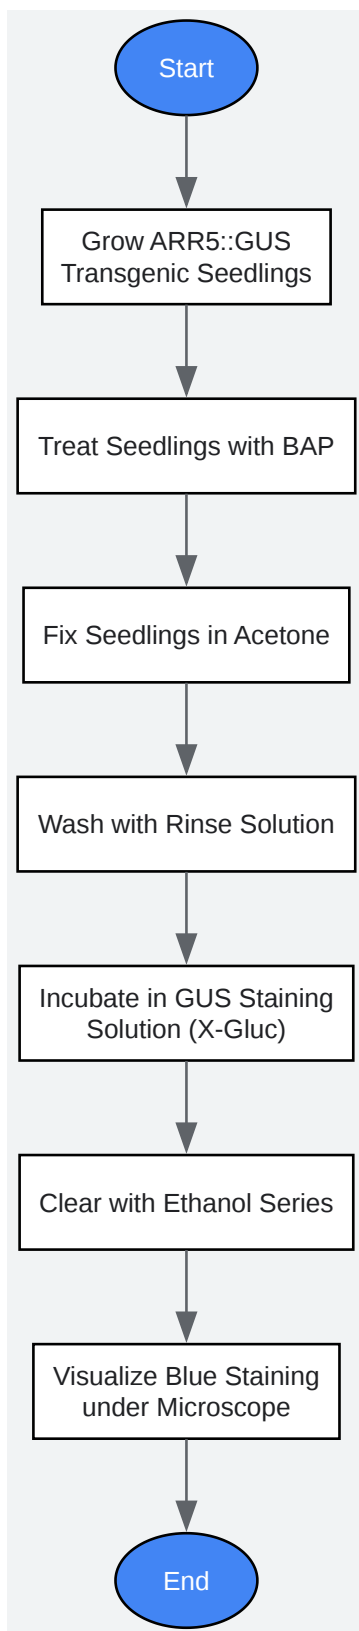 Start
Grow ARR5::GUS
Transgenic Seedlings
Treat Seedlings with BAP
Fix Seedlings in Acetone
Wash with Rinse Solution
Incubate in GUS Staining
Solution (X-Gluc)
Clear with Ethanol Series
Visualize Blue Staining
under Microscope
End